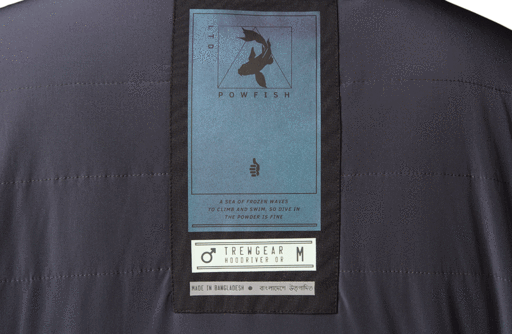 LTD.
POWFISH
A SEA OF FROZEN WAVES
TO CLIMB AND SWIM, SO DIVE IN
THE POWDER IS FINE
TREWGEAR M
HOODRIVER OR
MADE IN BANGLADESH ●